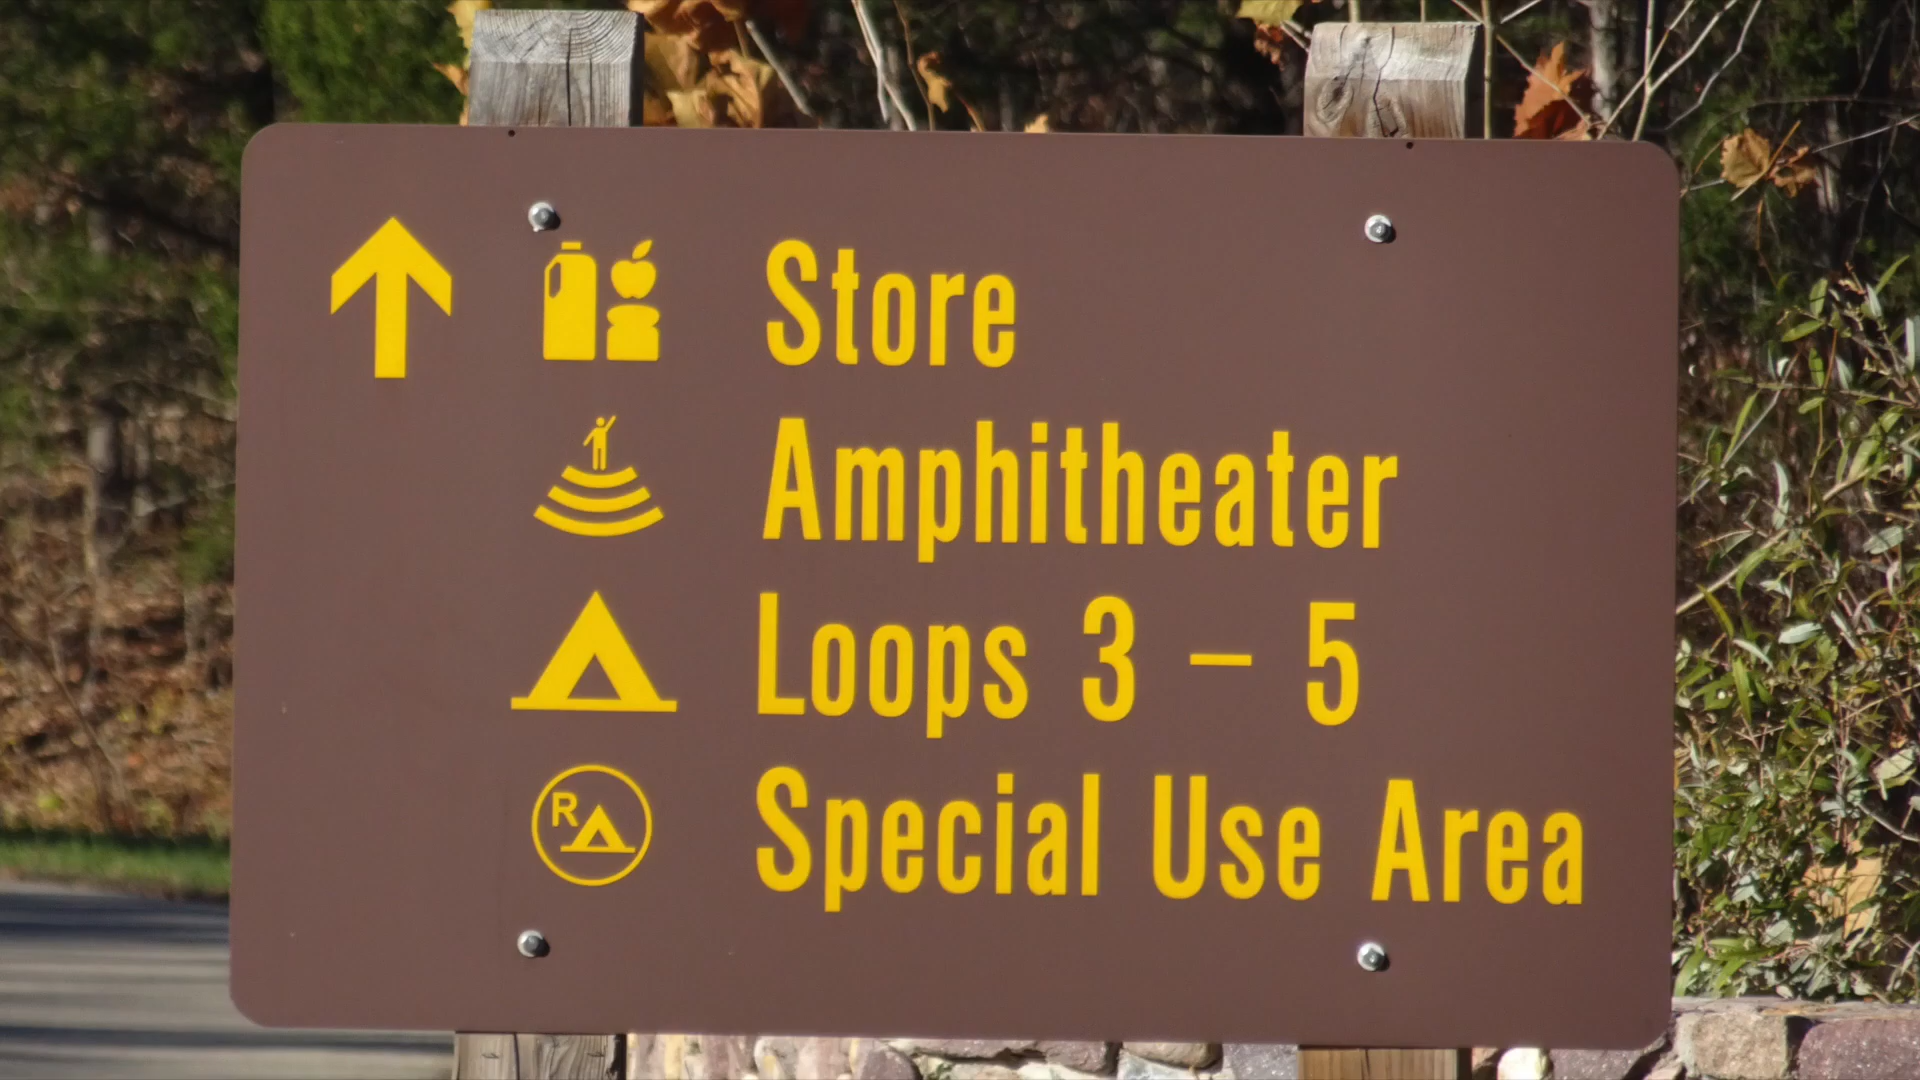 Store
Amphitheater
Loops 3 – 5
R
Special Use Area